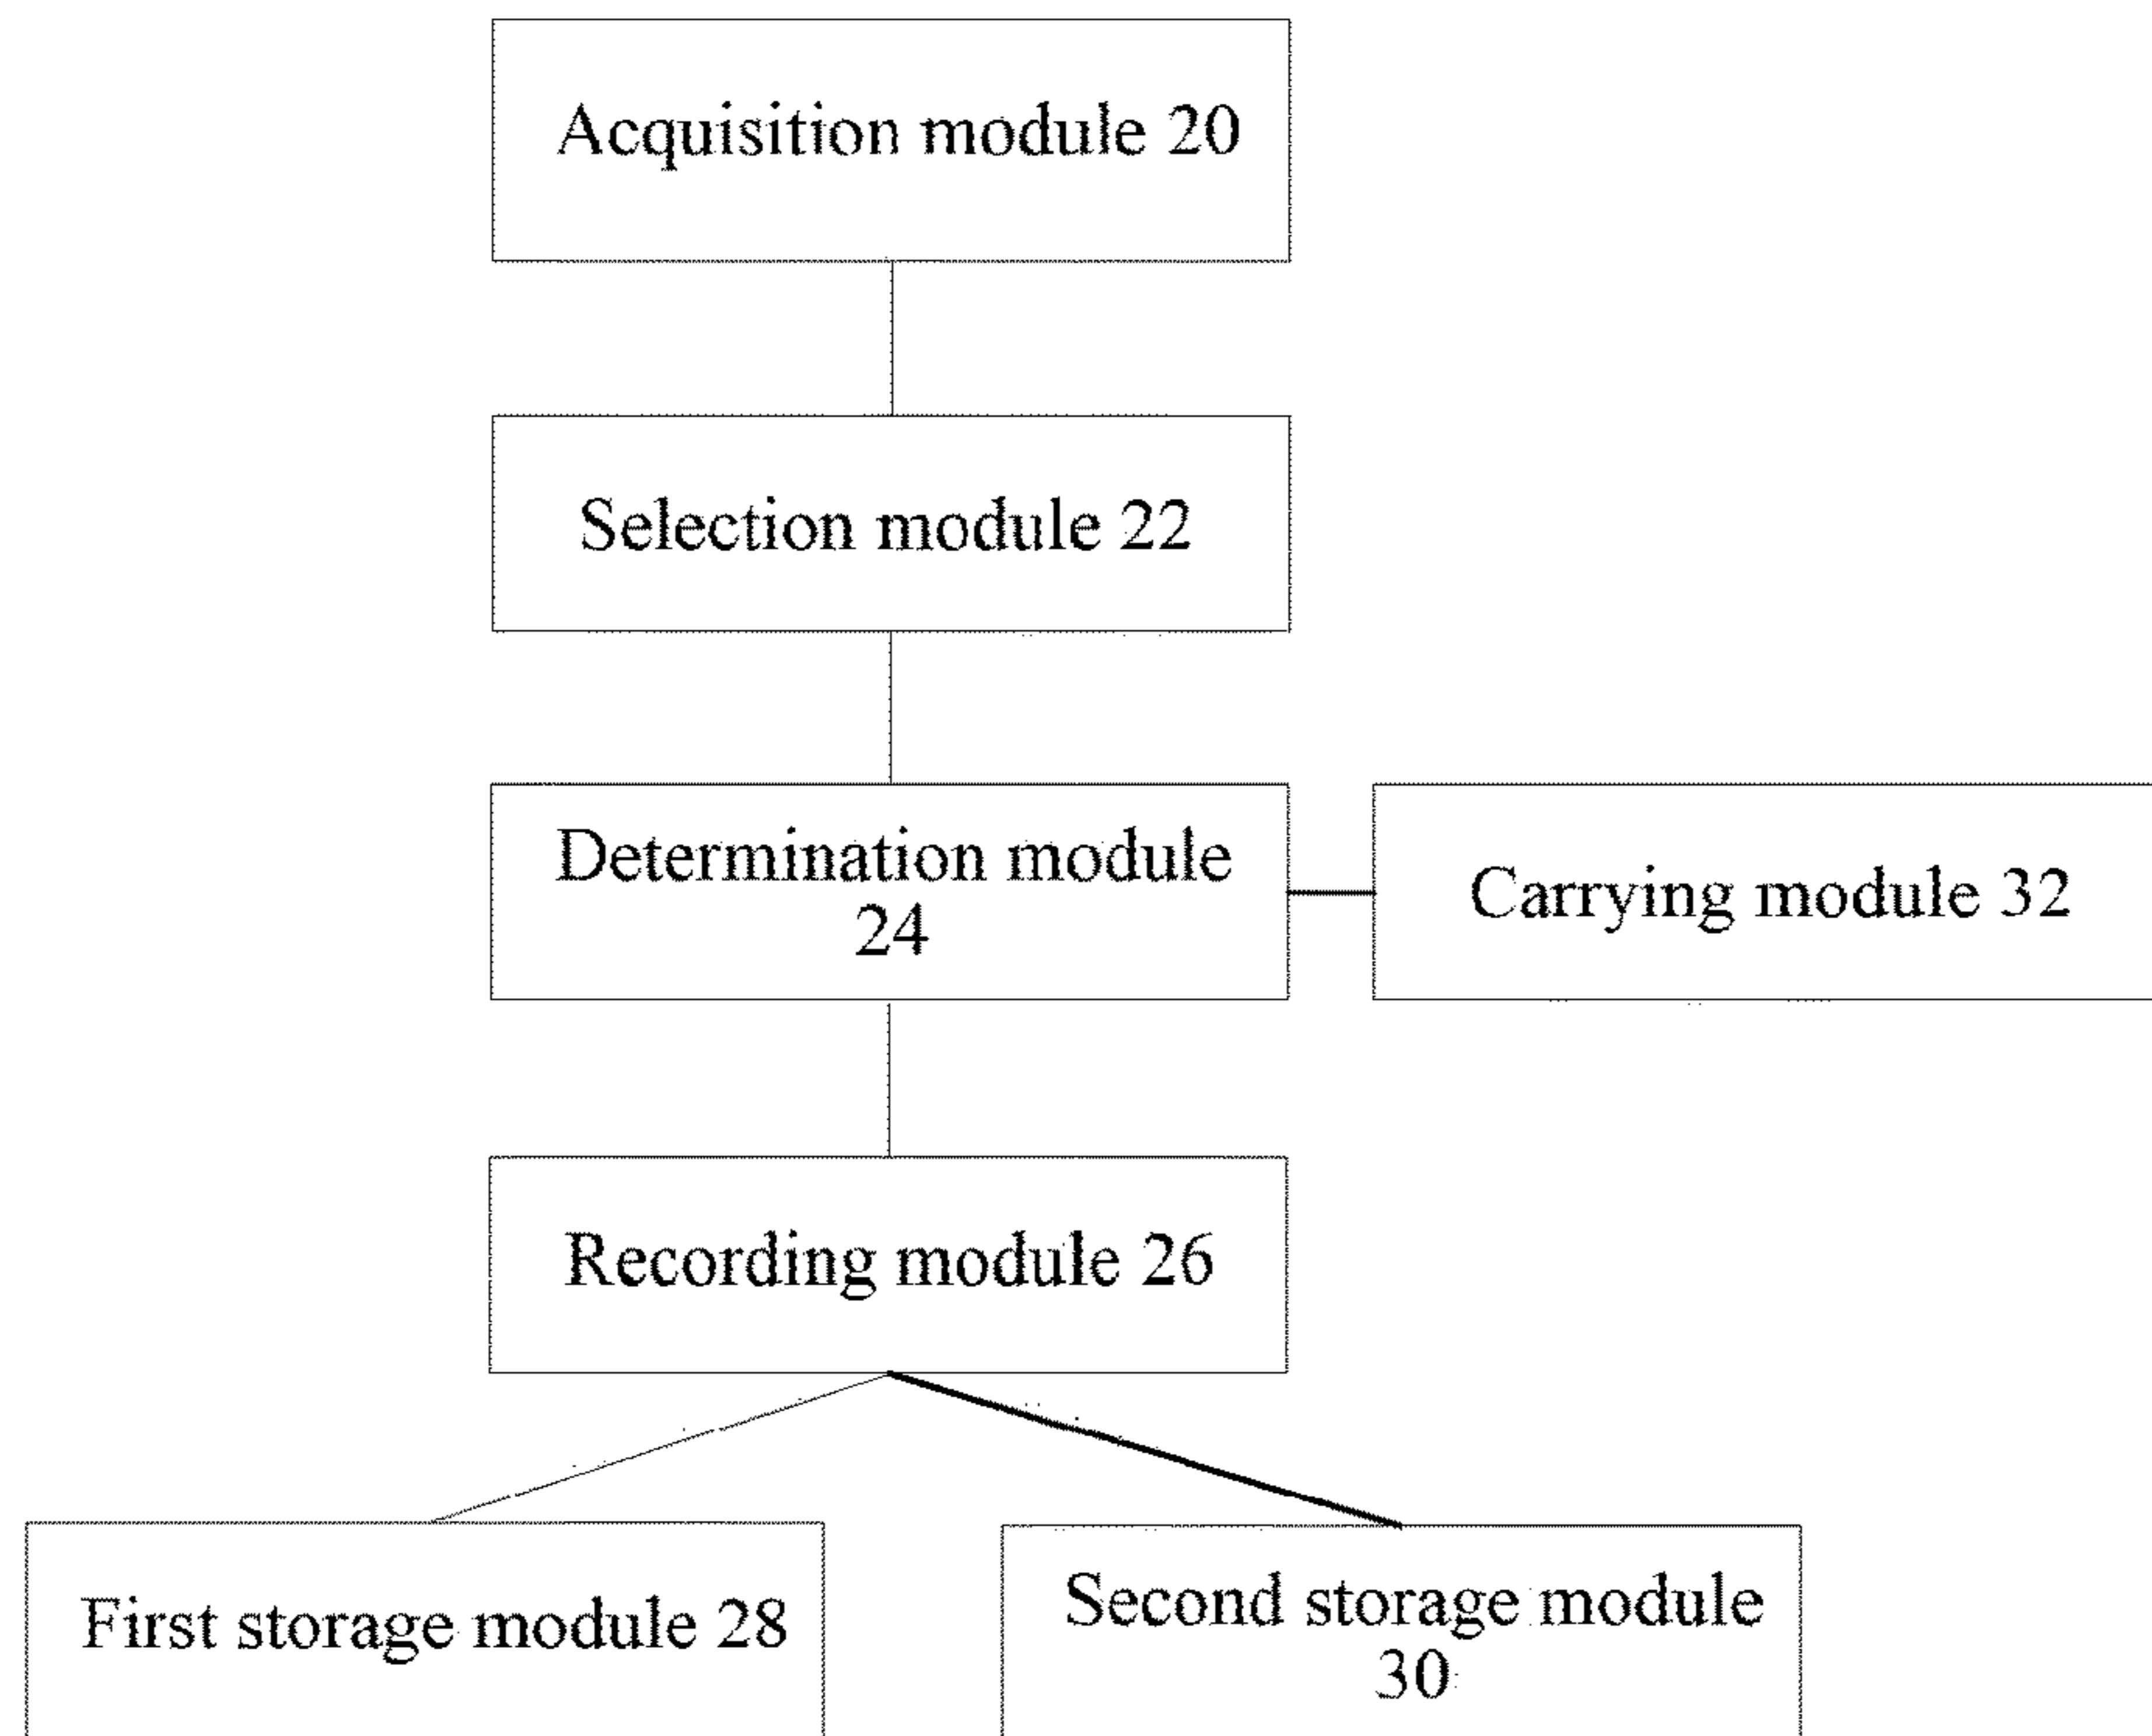 Acquisition module 20
Selection module 22
Determination module
24
Carrying module 32
Recording module 26
First storage module 28
Second storage module
30